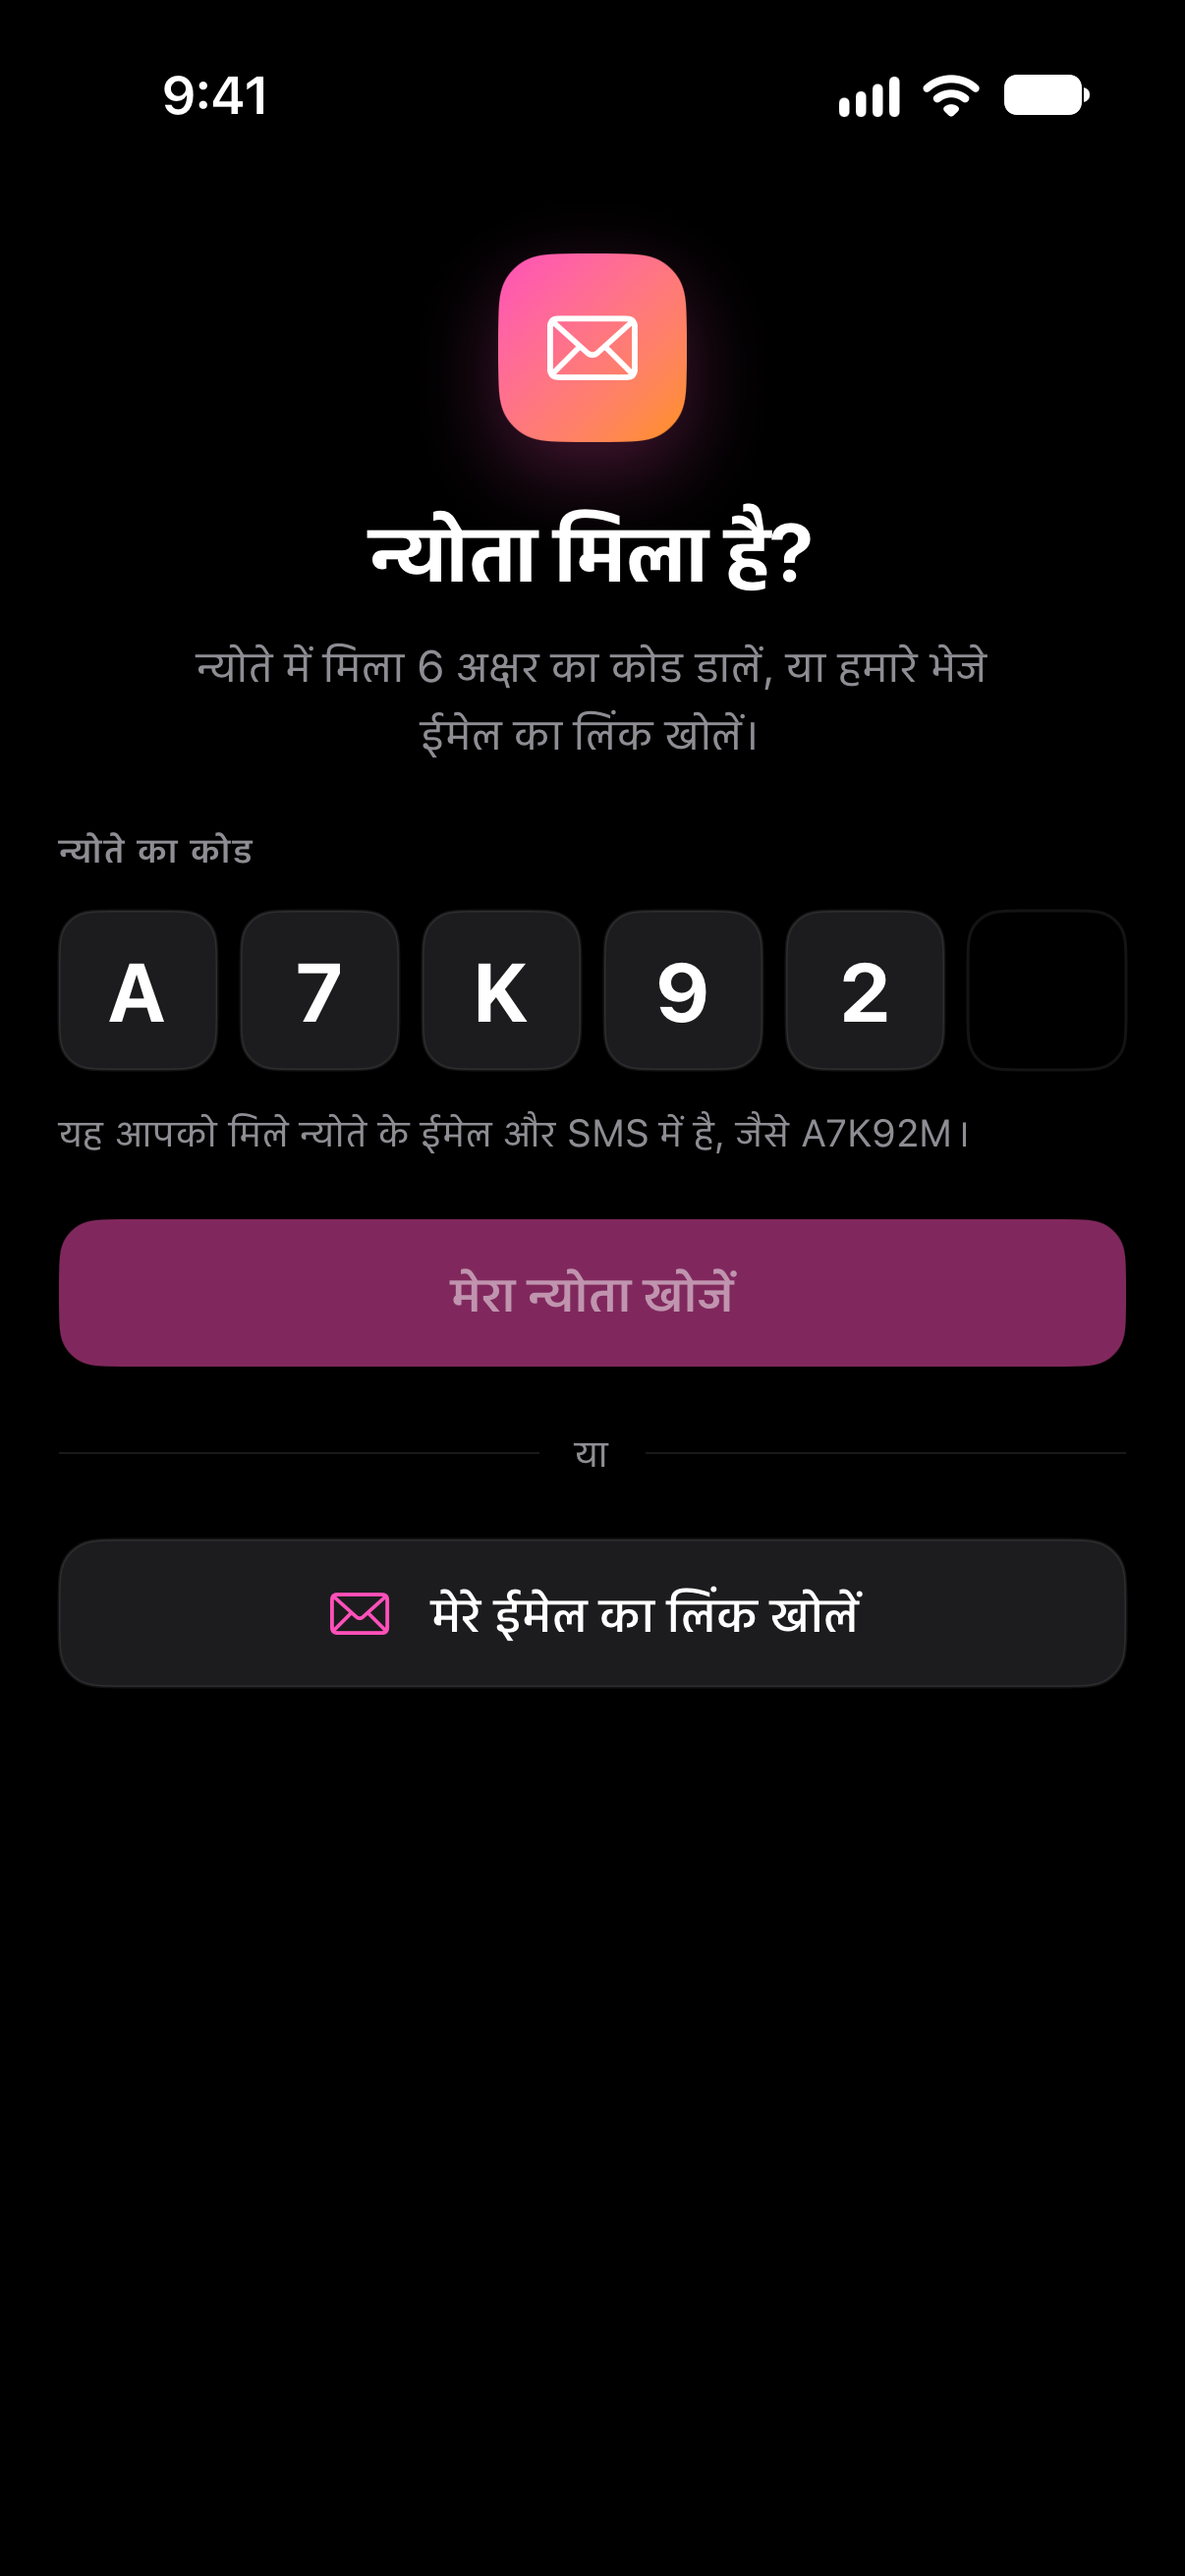 9:41
न्योता मिला है?
न्योते में मिला 6 अक्षर का कोड डालें, या हमारे भेजे
ईमेल का लिंक खोलें।
न्योते का कोड
A 7 K 9 2
यह आपको मिले न्योते के ईमेल और SMS में है, जैसे A7K92M।
मेरा न्योता खोजें
या
मेरे ईमेल का लिंक खोलें